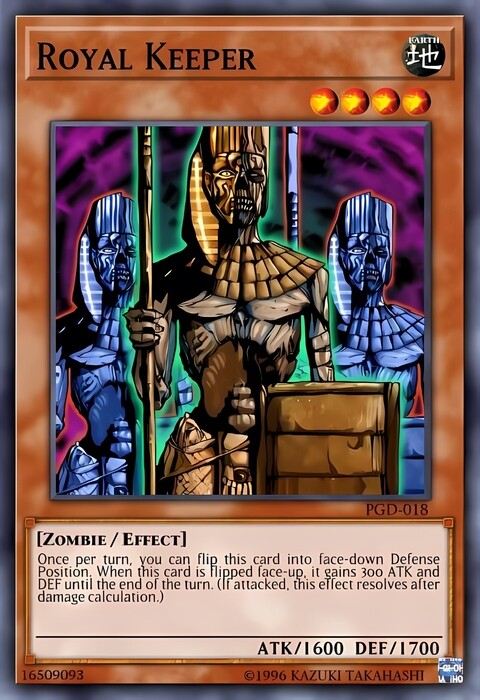 ROYAL KEEPER
EARTH
地
PGD-018
[ZOMBIE / EFFECT]
Once per turn, you can flip this card into face-down Defense
Position. When this card is flipped face-up, it gains 300 ATK and
DEF until the end of the turn. (If attacked, this effect resolves after
damage calculation.)
ATK/1600 DEF/1700
16509093
©1996 KAZUKI TAKAHASHI